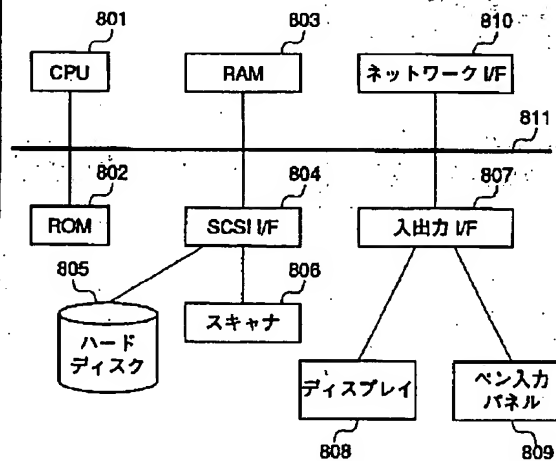 801
803
810
CPU
RAM
ネットワーク I/F
811
802
804
807
ROM
SCSI I/F
入出力 I/F
805
806
ハード
ディスク
スキャナ
ディスプレイ
ペン入力
パネル
808
809